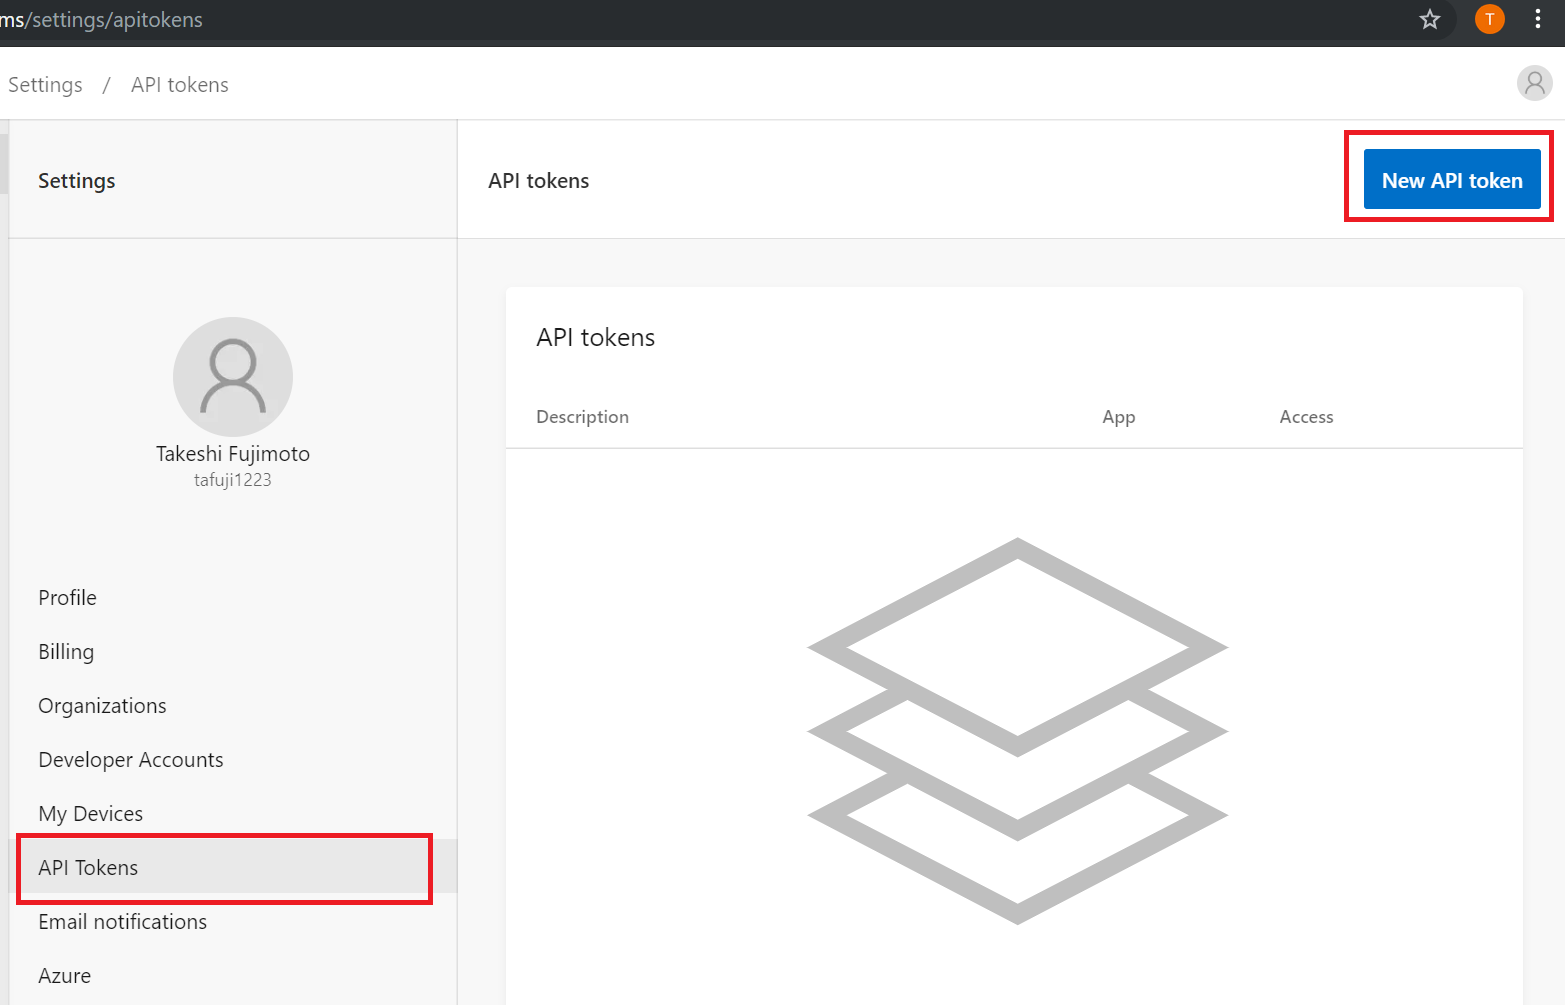 ms/settings/apitokens
T
Settings / API tokens
Settings
API tokens
New API token
Takeshi Fujimoto
tafuji1223
Profile
Billing
Organizations
Developer Accounts
My Devices
API Tokens
Email notifications
Azure
API tokens
Description App Access